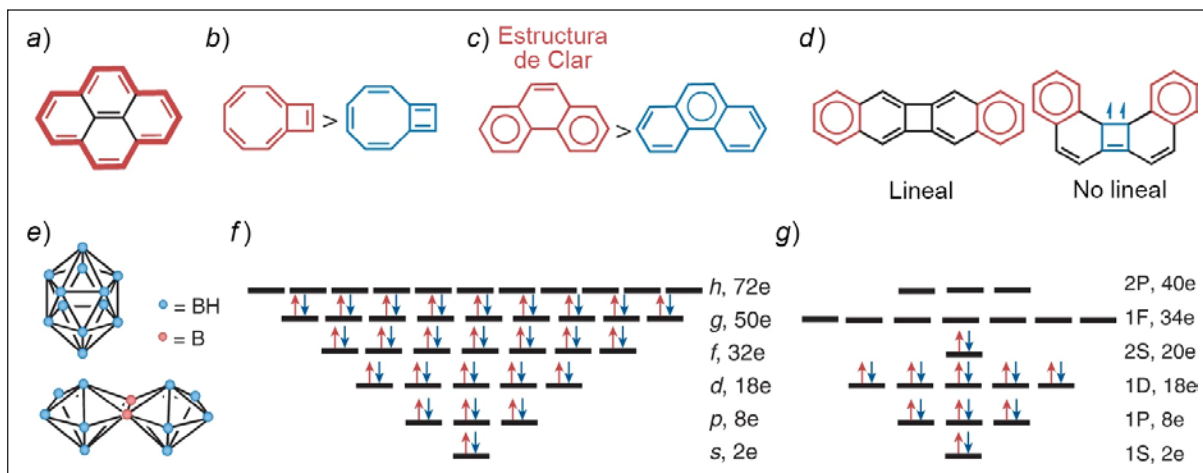 a)
b)
>
c)
Estructura
de Clar
>
d)
Lineal
No lineal
e)
= BH
= B
f)
h, 72e
g, 50e
f, 32e
d, 18e
p, 8e
s, 2e
g)
2P, 40e
1F, 34e
2S, 20e
1D, 18e
1P, 8e
1S, 2e